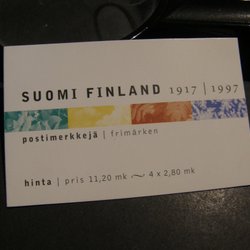 SUOMI FINLAND 1917 | 1997
postimerkkejä | frimärken
hinta | pris 11,20 mk ~ 4 x 2,80 mk